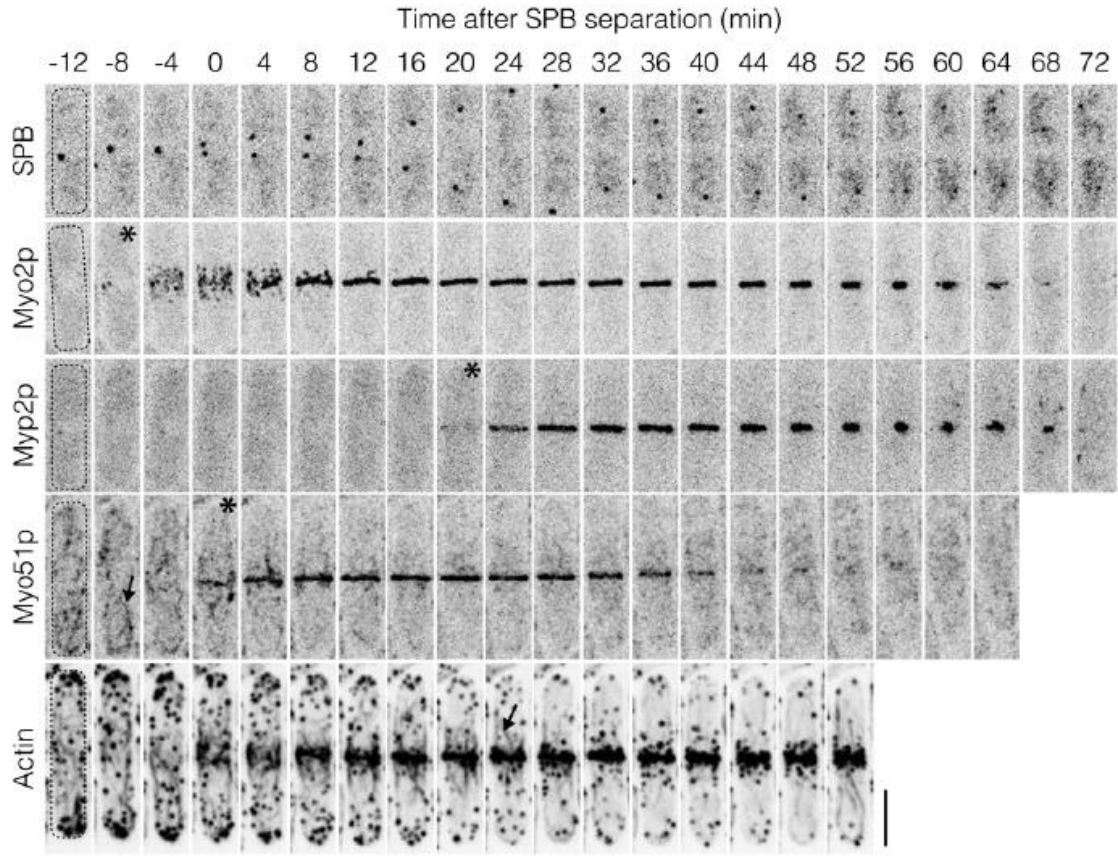 Time after SPB separation (min)
-12 -8 -4 0 4 8 12 16 20 24 28 32 36 40 44 48 52 56 60 64 68 72
SPB
Myo2p
*
Myp2p
*
Myo51p
*
Actin